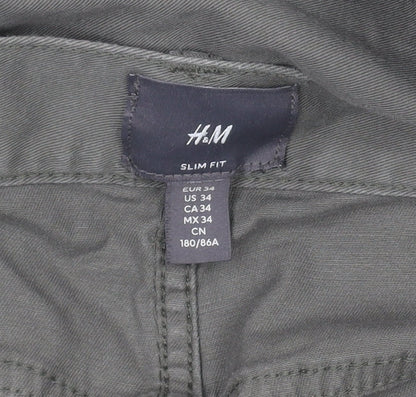 H&M
SLIM FIT
EUR 34
US 34
CA 34
MX 34
CN
180/86A